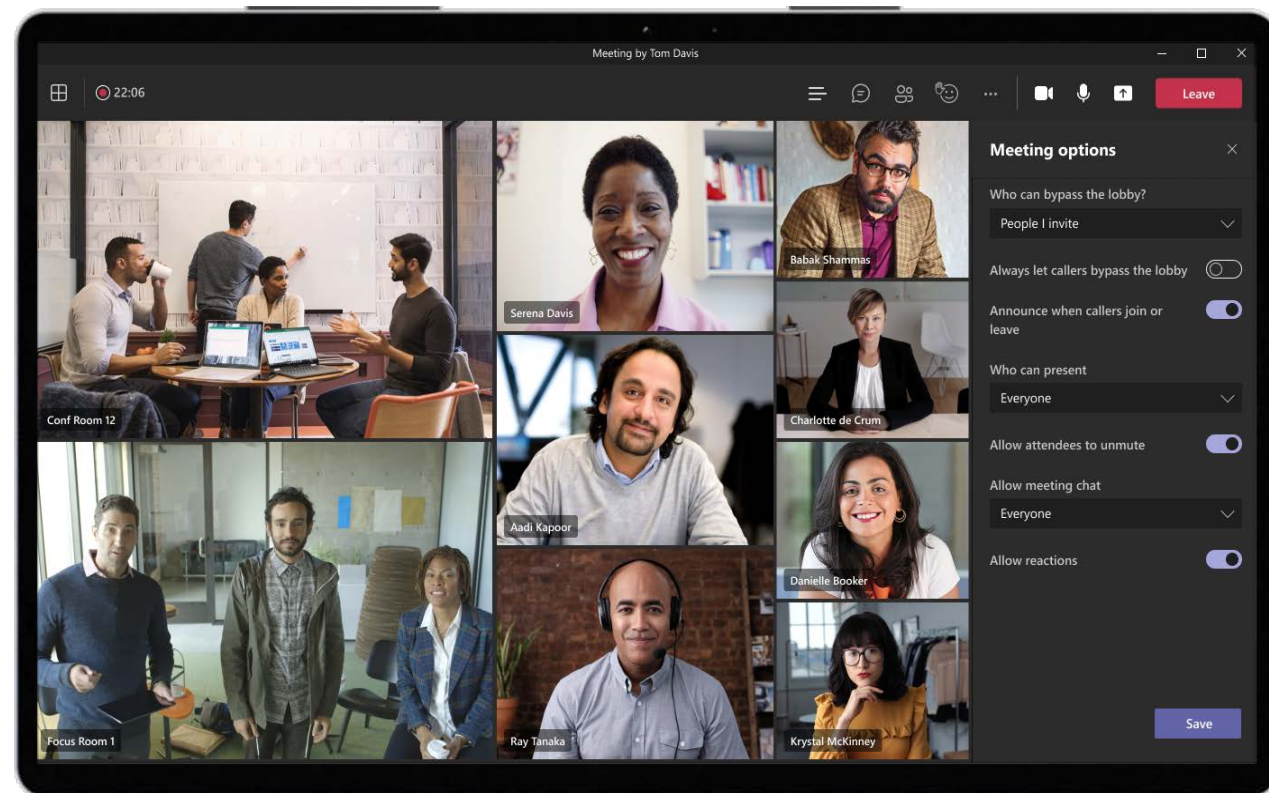 Meeting by Tom Davis
22:06
Leave
Conf Room 12
Serena Davis
Babak Shammas
Aadi Kapoor
Charlotte de Crum
Focus Room 1
Ray Tanaka
Danielle Booker
Krystal McKinney
Meeting options
Who can bypass the lobby?
People I invite
Always let callers bypass the lobby
Announce when callers join or
leave
Who can present
Everyone
Allow attendees to unmute
Allow meeting chat
Everyone
Allow reactions
Save